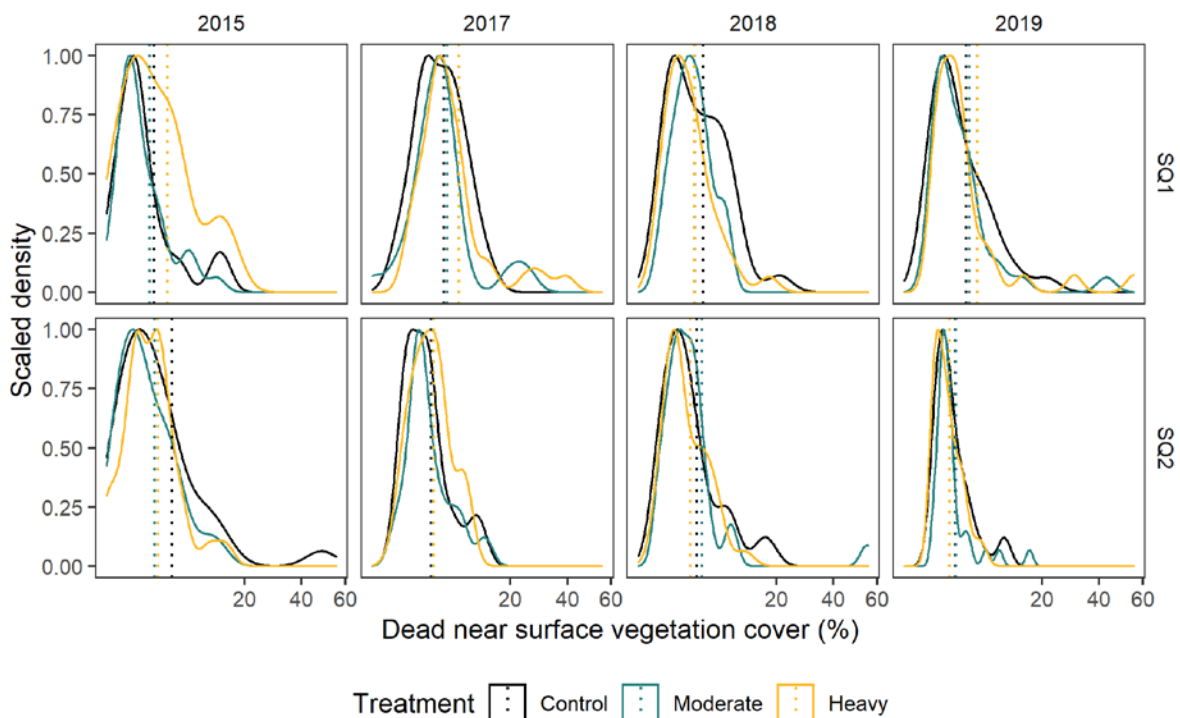 2015 2017 2018 2019
1.00
0.75
0.50
0.25
0.00
SQ1
Scaled density
1.00
0.75
0.50
0.25
0.00
SQ2
20 40 60 20 40 60 20 40 60 20 40 60
Dead near surface vegetation cover (%)
Treatment Control Moderate Heavy